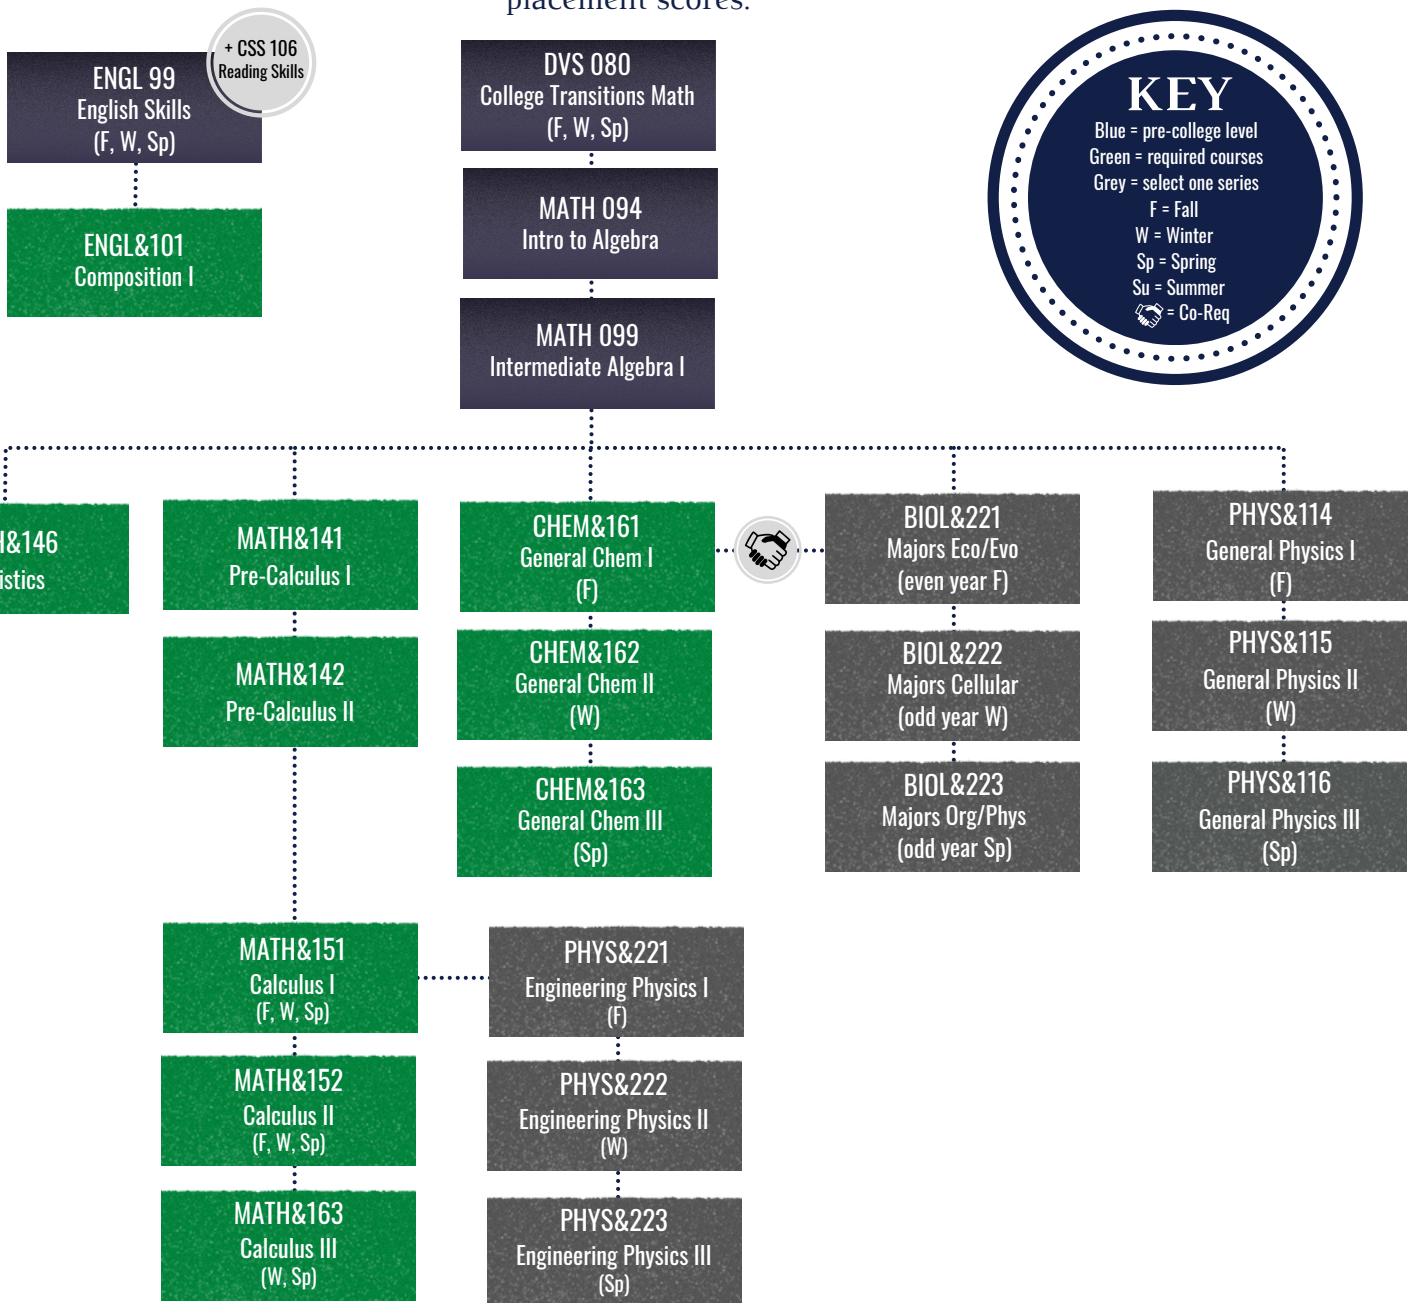 placement scores.
+ CSS 106
Reading Skills
ENGL 99
English Skills
(F, W, Sp)
ENGL&101
Composition I
DVS 080
College Transitions Math
(F, W, Sp)
MATH 094
Intro to Algebra
MATH 099
Intermediate Algebra I
KEY
Blue = pre-college level
Green = required courses
Grey = select one series
F = Fall
W = Winter
Sp = Spring
Su = Summer
= Co-Req
&146
istics
MATH&141
Pre-Calculus I
MATH&142
Pre-Calculus II
CHEM&161
General Chem I
(F)
CHEM&162
General Chem II
(W)
CHEM&163
General Chem III
(Sp)
BIOL&221
Majors Eco/Evo
(even year F)
BIOL&222
Majors Cellular
(odd year W)
BIOL&223
Majors Org/Phys
(odd year Sp)
PHYS&114
General Physics I
(F)
PHYS&115
General Physics II
(W)
PHYS&116
General Physics III
(Sp)
MATH&151
Calculus I
(F, W, Sp)
MATH&152
Calculus II
(F, W, Sp)
MATH&163
Calculus III
(W, Sp)
PHYS&221
Engineering Physics I
(F)
PHYS&222
Engineering Physics II
(W)
PHYS&223
Engineering Physics III
(Sp)